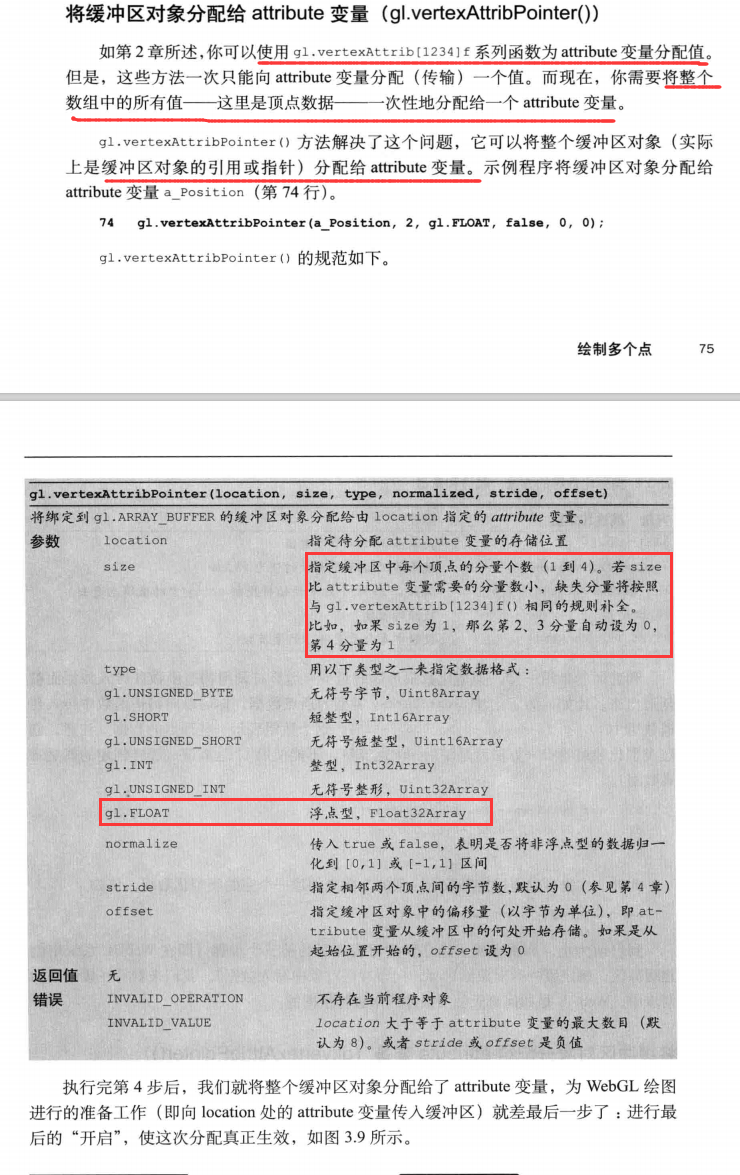 将缓冲区对象分配给 attribute 变量（gl.vertexAttribPointer()）
如第 2 章所述,你可以使用 gl.vertexAttrib[1234]f 系列函数为 attribute 变量分配值。
但是，这些方法一次只能向 attribute 变量分配（传输）一个值。而现在，你需要将整个
数组中的所有值——这里是顶点数据——一次性地分配给一个 attribute 变量。
gl.vertexAttribPointer() 方法解决了这个问题，它可以将整个缓冲区对象（实际
上是缓冲区对象的引用或指针）分配给 attribute 变量。示例程序将缓冲区对象分配给
attribute 变量 a_Position（第 74 行）。
74 gl.vertexAttribPointer(a_Position, 2, gl.FLOAT, false, 0, 0);
gl.vertexAttribPointer() 的规范如下。
绘制多个点 75
gl.vertexAttribPointer(location, size, type, normalized, stride, offset)
将绑定到 gl.ARRAY_BUFFER 的缓冲区对象分配给由 location 指定的 attribute 变量。
参数 location 指定待分配 attribute 变量的存储位置
size 指定缓冲区中每个顶点的分量个数（1 到 4）。若 size
比 attribute 变量需要的分量数小，缺失分量将按照
与 gl.vertexAttrib[1234]f() 相同的规则补全。
比如，如果 size 为 1，那么第 2、3 分量自动设为 0，
第 4 分量为 1
type 用以下类型之一来指定数据格式：
gl.UNSIGNED_BYTE 无符号字节，Uint8Array
gl.SHORT 短整型，Int16Array
gl.UNSIGNED_SHORT 无符号短整型，Uint16Array
gl.INT 整型，Int32Array
gl.UNSIGNED_INT 无符号整形，Uint32Array
gl.FLOAT 浮点型，Float32Array
normalize 传入 true 或 false，表明是否将非浮点型的数据归一
化到 [0,1] 或 [-1,1] 区间
stride 指定相邻两个顶点间的字节数,默认为 0（参见第 4 章）
offset 指定缓冲区对象中的偏移量（以字节为单位），即 at-
tribute 变量从缓冲区中的何处开始存储。如果是从
起始位置开始的，offset 设为 0
返回值 无
错误 INVALID_OPERATION 不存在当前程序对象
INVALID_VALUE location 大于等于 attribute 变量的最大数目（默
认为 8）。或者 stride 或 offset 是负值
执行完第 4 步后，我们就将整个缓冲区对象分配给了 attribute 变量，为 WebGL 绘图
进行的准备工作（即向 location 处的 attribute 变量传入缓冲区）就差最后一步了：进行最
后的“开启”，使这次分配真正生效，如图 3.9 所示。